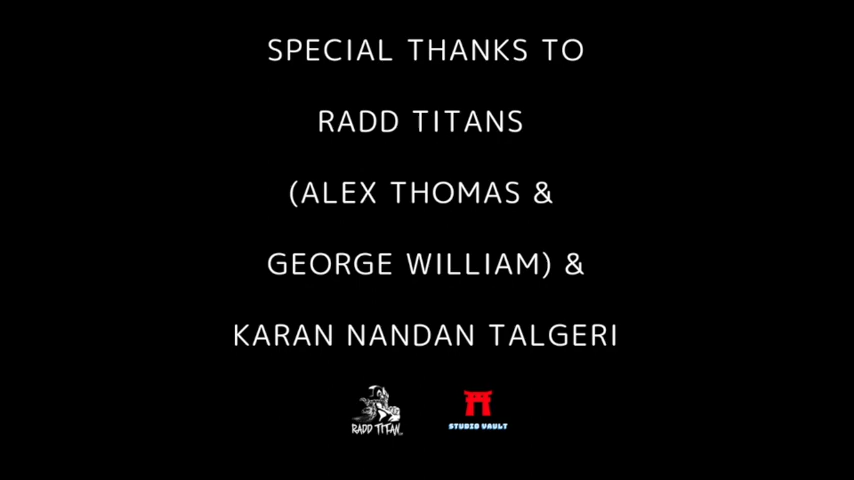 SPECIAL THANKS TO
RADD TITANS
(ALEX THOMAS &
GEORGE WILLIAM) &
KARAN NANDAN TALGERI
RADD TITAN
STUDIO VAULT